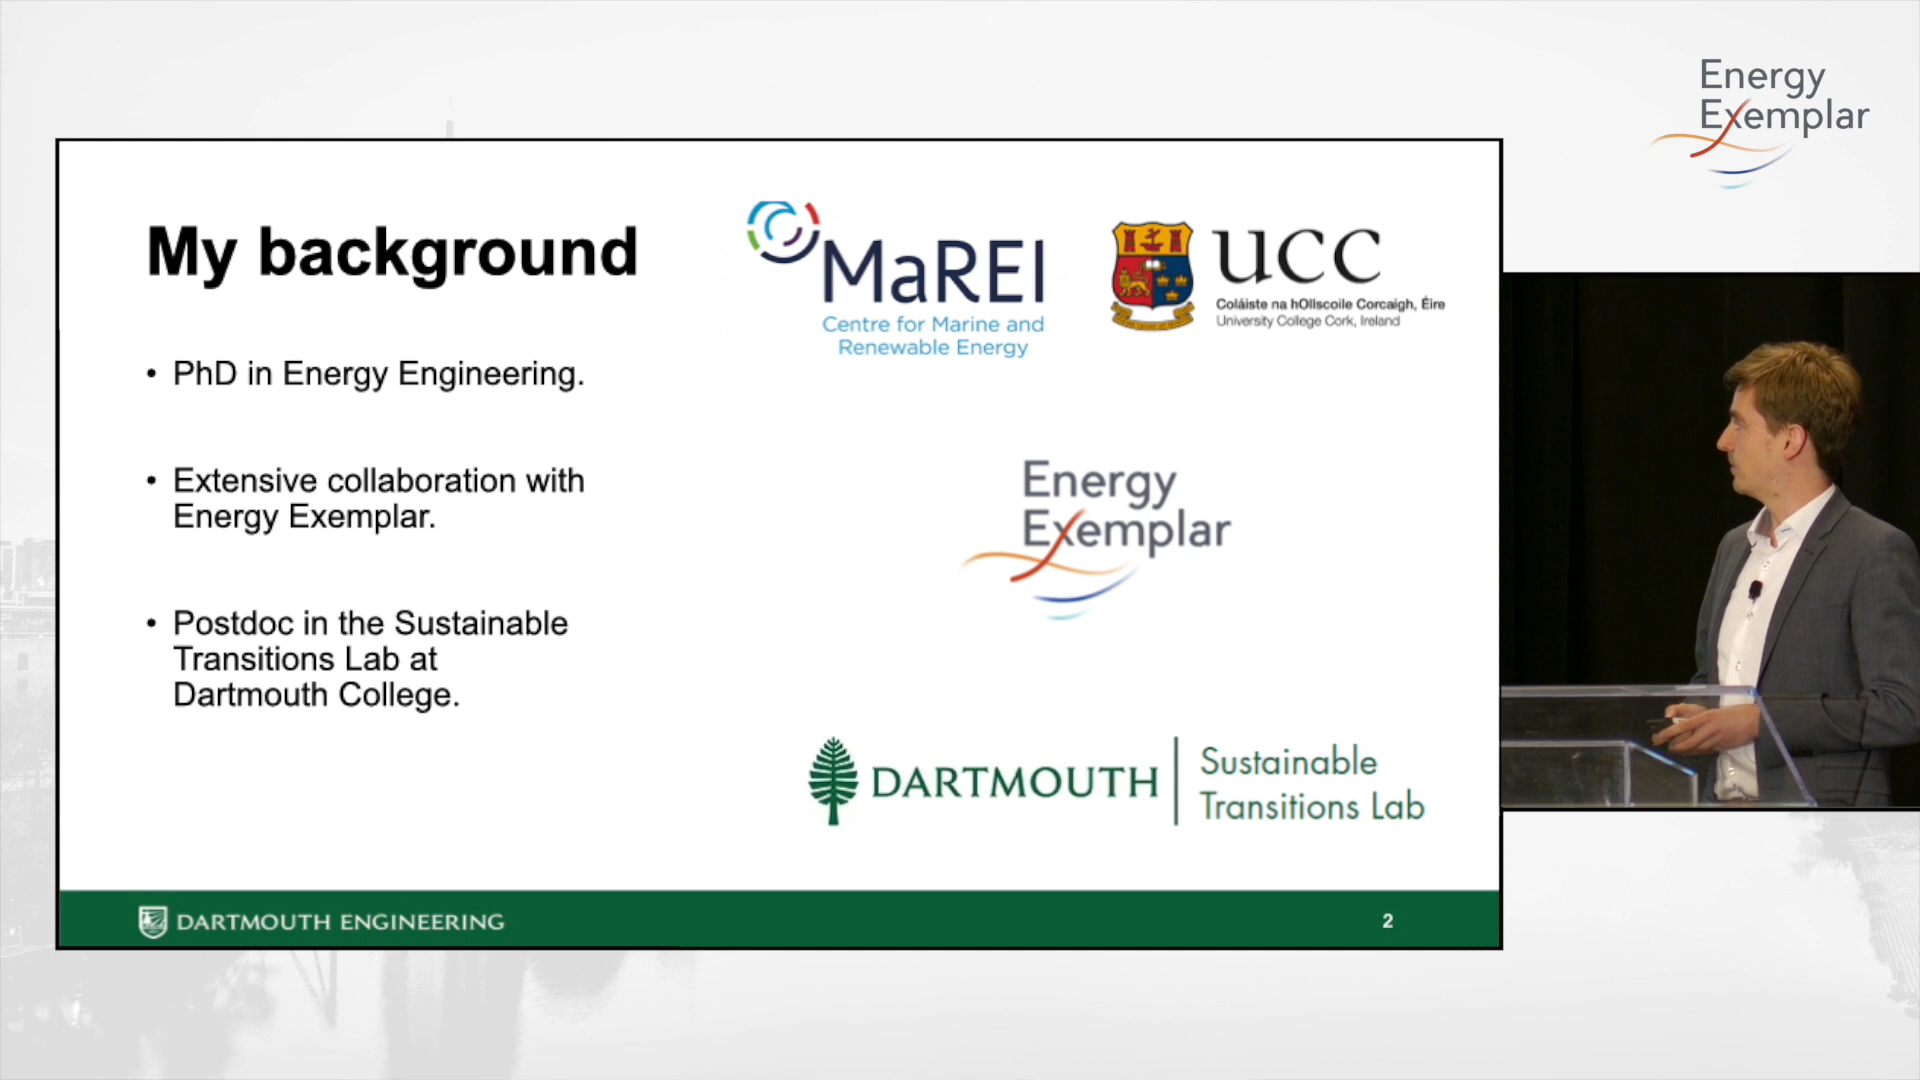 Energy
Exemplar
My background
MaREI
Centre for Marine and
Renewable Energy
UCC
Coláiste na hOllscoile Corcaigh, Éire
University College Cork, Ireland
• PhD in Energy Engineering.
• Extensive collaboration with
Energy Exemplar.
Energy
Exemplar
• Postdoc in the Sustainable
Transitions Lab at
Dartmouth College.
DARTMOUTH
Sustainable
Transitions Lab
DARTMOUTH ENGINEERING
2